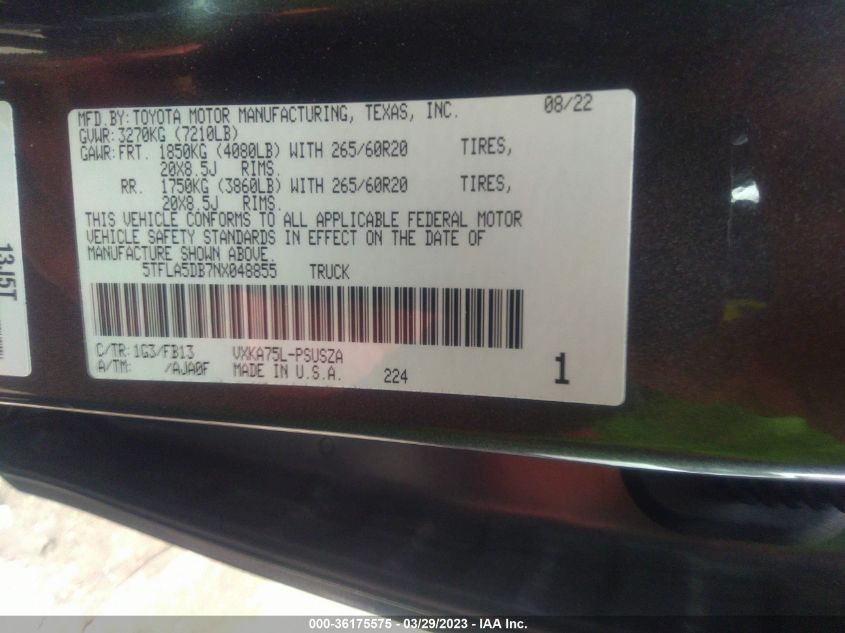 MFD.BY:TOYOTA MOTOR MANUFACTURING, TEXAS, INC. 08/22
GVWR:3270KG (7210LB)
GAWR:FRT. 1850KG (4080LB) WITH 265/60R20 TIRES,
20X8.5J RIMS.
RR. 1750KG (3860LB) WITH 265/60R20 TIRES,
20X8.5J RIMS.
THIS VEHICLE CONFORMS TO ALL APPLICABLE FEDERAL MOTOR
VEHICLE SAFETY STANDARDS IN EFFECT ON THE DATE OF
MANUFACTURE SHOWN ABOVE.
5TFLA5DB7NX048855 TRUCK
C/TR:1G3/FB13 VXKA75L-PSUSZA
A/TM: /AJA0F MADE IN U.S.A. 224 1
13J5T
000-36175575 - 03/29/2023 - IAA Inc.